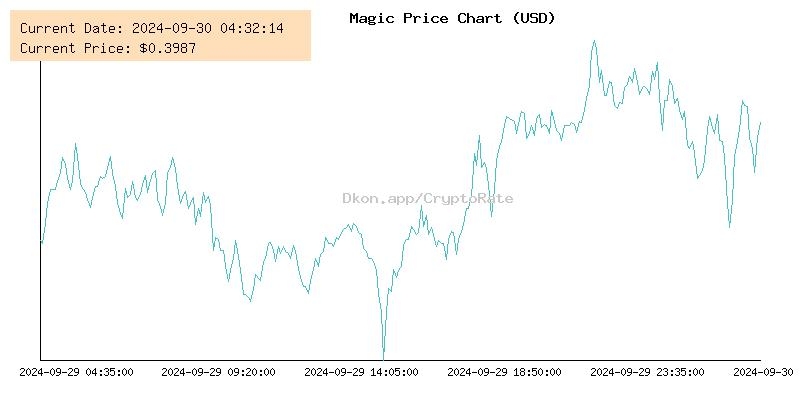 Magic Price Chart (USD)
Current Date: 2024-09-30 04:32:14
Current Price: $0.3987
Dkon.app/CryptoRate
2024-09-29 04:35:00 2024-09-29 09:20:00 2024-09-29 14:05:00 2024-09-29 18:50:00 2024-09-29 23:35:00 2024-09-30